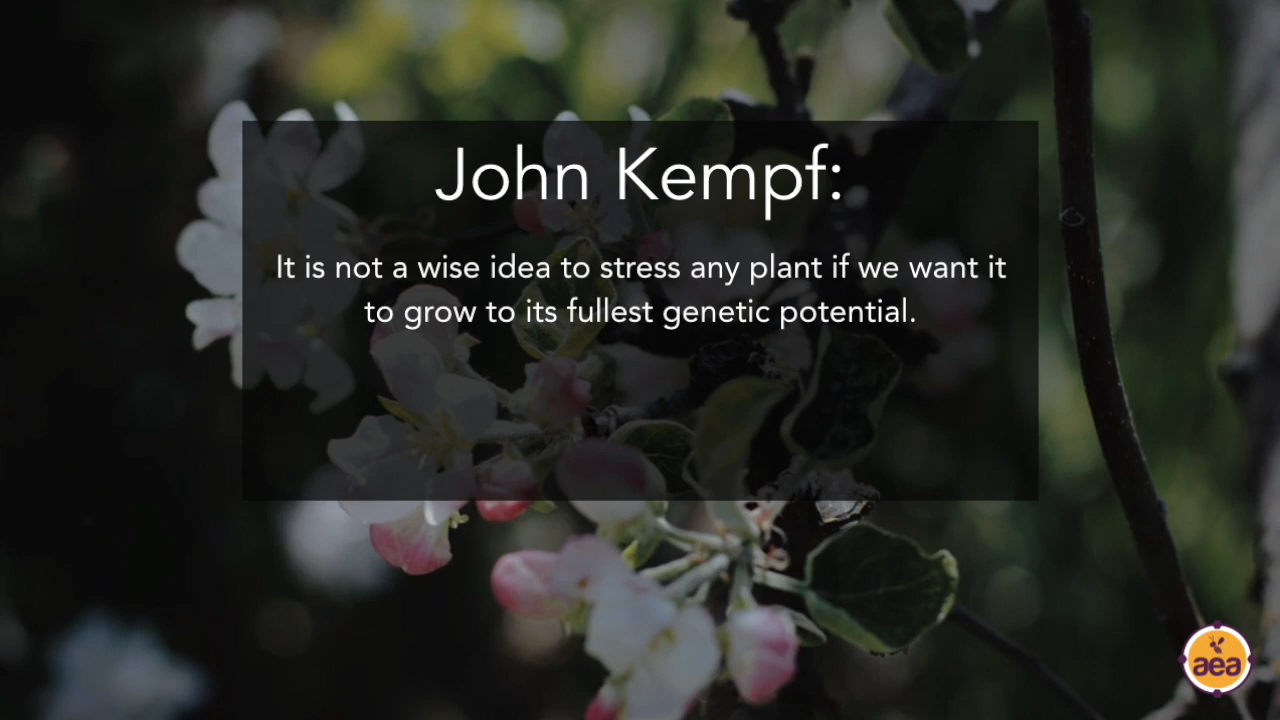 John Kempf:
It is not a wise idea to stress any plant if we want it
to grow to its fullest genetic potential.
aea